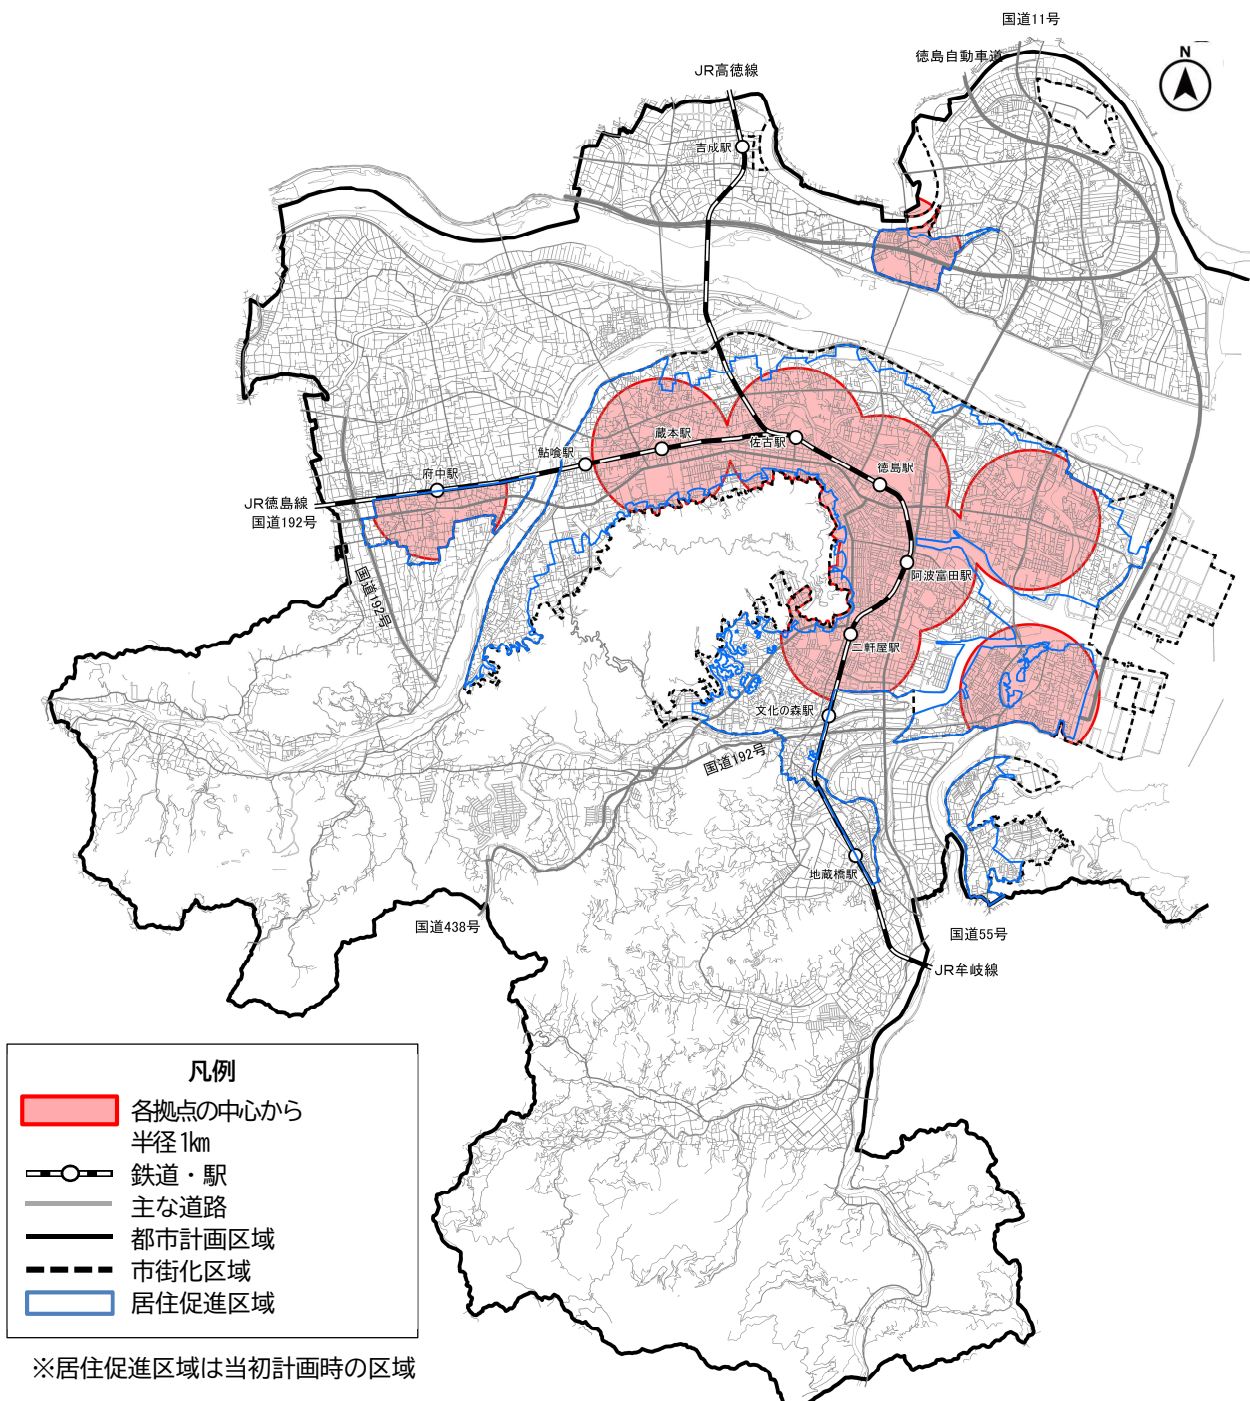 国道11号
徳島自動車道
N
JR高徳線
吉成駅
蔵本駅
佐古駅
鮎喰駅
徳島駅
府中駅
JR徳島線
国道192号
阿波富田駅
国道192号
二軒屋駅
文化の森駅
国道192号
地蔵橋駅
国道438号
国道55号
JR牟岐線
凡例
各拠点の中心から
半径1km
鉄道・駅
主な道路
都市計画区域
市街化区域
居住促進区域
※居住促進区域は当初計画時の区域